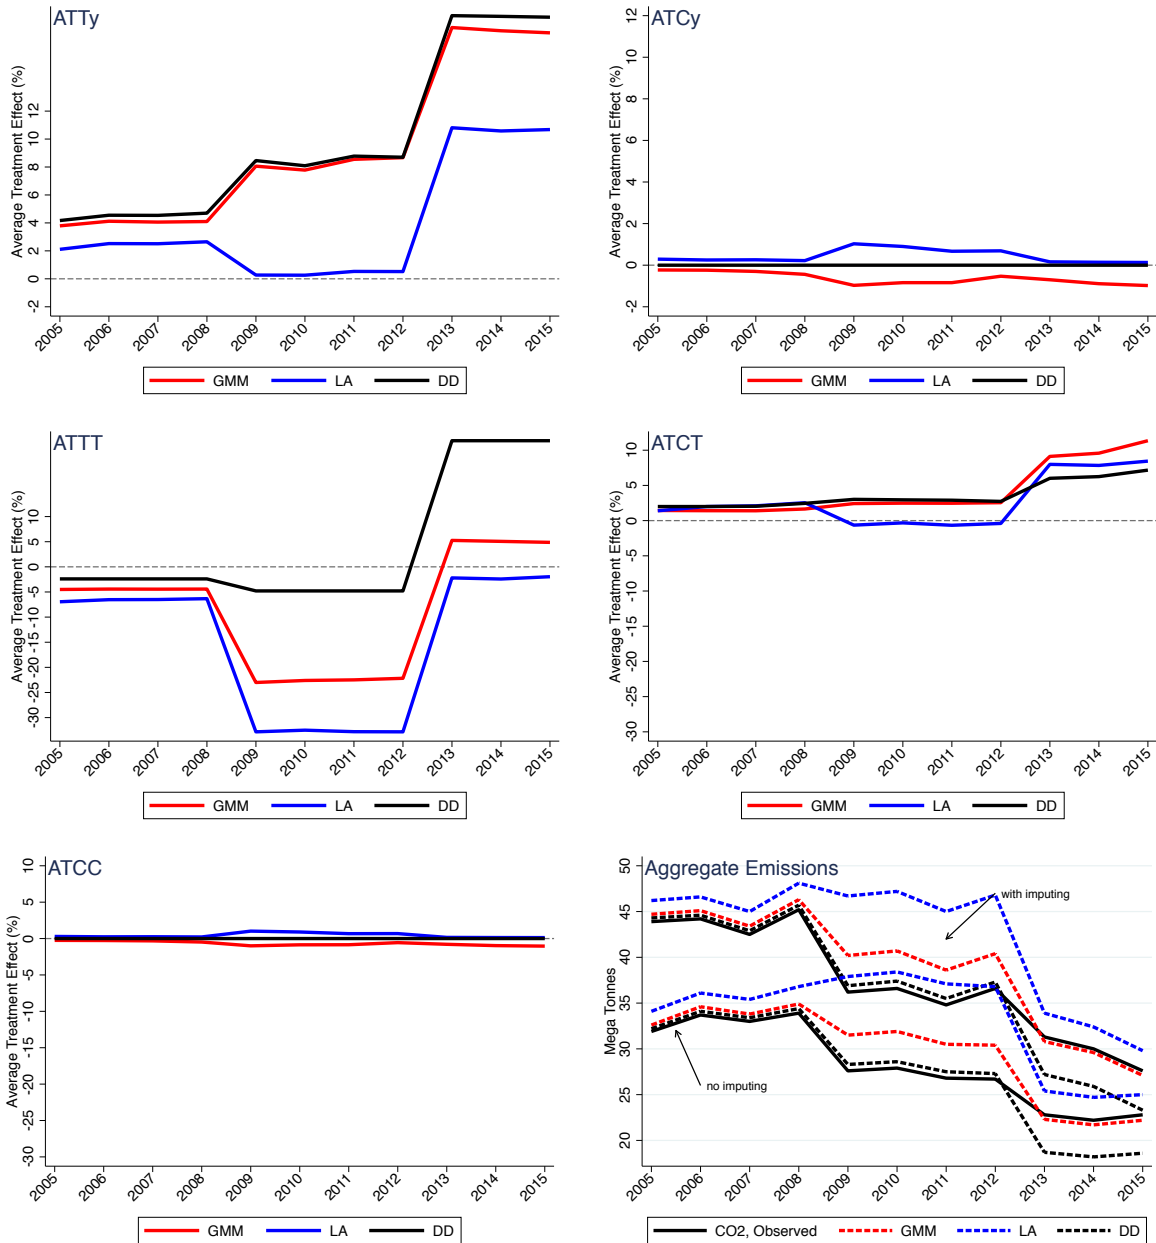 ATTy
Average Treatment Effect (%)
12
10
8
6
4
2
0
-2
2005 2006 2007 2008 2009 2010 2011 2012 2013 2014 2015
GMM LA DD
ATCy
Average Treatment Effect (%)
12
10
8
6
4
2
0
-2
2005 2006 2007 2008 2009 2010 2011 2012 2013 2014 2015
GMM LA DD
ATTT
Average Treatment Effect (%)
10
0
-5
-10
-15
-20
-25
-30
2005 2006 2007 2008 2009 2010 2011 2012 2013 2014 2015
GMM LA DD
ATCT
Average Treatment Effect (%)
10
5
0
-5
-10
-15
-20
-25
-30
2005 2006 2007 2008 2009 2010 2011 2012 2013 2014 2015
GMM LA DD
ATCC
Average Treatment Effect (%)
10
5
0
-5
-10
-15
-20
-25
-30
2005 2006 2007 2008 2009 2010 2011 2012 2013 2014 2015
GMM LA DD
Aggregate Emissions
Mega Tonnes
50
45
40
35
30
25
20
with imputing
no imputing
2005 2006 2007 2008 2009 2010 2011 2012 2013 2014 2015
CO2, Observed GMM LA DD